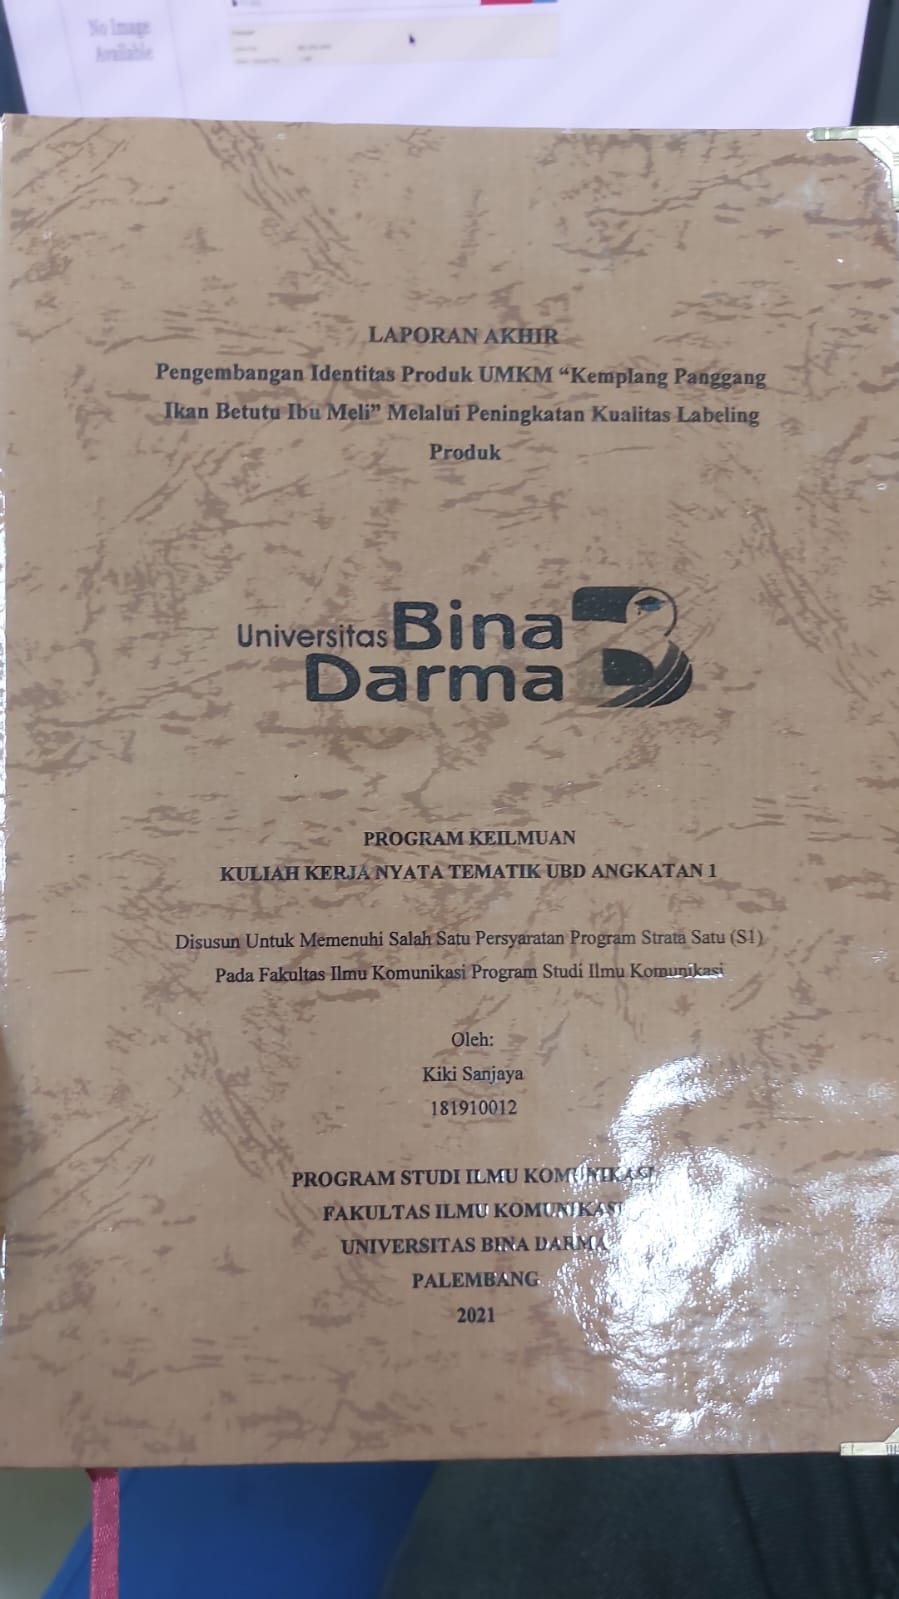 No Image
Available
LAPORAN AKHIR
Pengembangan Identitas Produk UMKM “Kemplang Panggang
Ikan Betutu Ibu Meli” Melalui Peningkatan Kualitas Labeling
Produk
Universitas Bina
Darma
PROGRAM KEILMUAN
KULIAH KERJA NYATA TEMATIK UBD ANGKATAN 1
Disusun Untuk Memenuhi Salah Satu Persyaratan Program Strata Satu (S1)
Pada Fakultas Ilmu Komunikasi Program Studi Ilmu Komunikasi
Oleh:
Kiki Sanjaya
181910012
PROGRAM STUDI ILMU KOMUNIKASI
FAKULTAS ILMU KOMUNIKASI
UNIVERSITAS BINA DARMA
PALEMBANG
2021